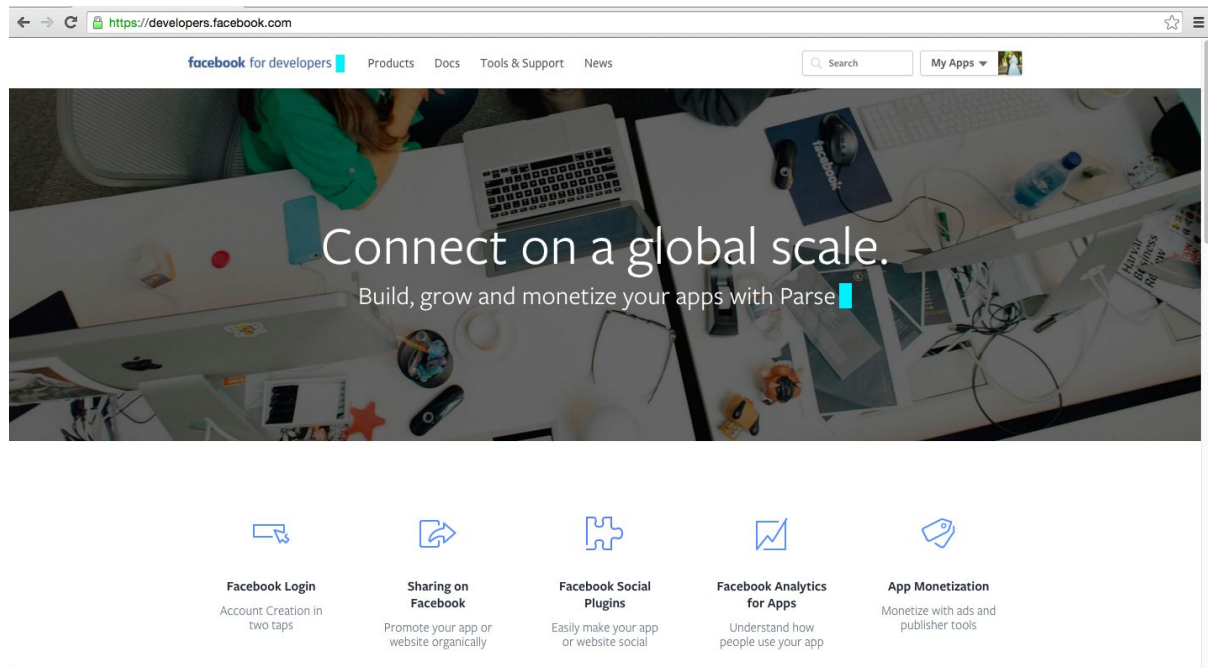 https://developers.facebook.com
facebook for developers Products Docs Tools & Support News Search My Apps
facebook
Connect on a global scale.
Build, grow and monetize your apps with Parse
Harvard
Business
Facebook Login
Account Creation in
two taps
Sharing on
Facebook
Promote your app or
website organically
Facebook Social
Plugins
Easily make your app
or website social
Facebook Analytics
for Apps
Understand how
people use your app
App Monetization
Monetize with ads and
publisher tools